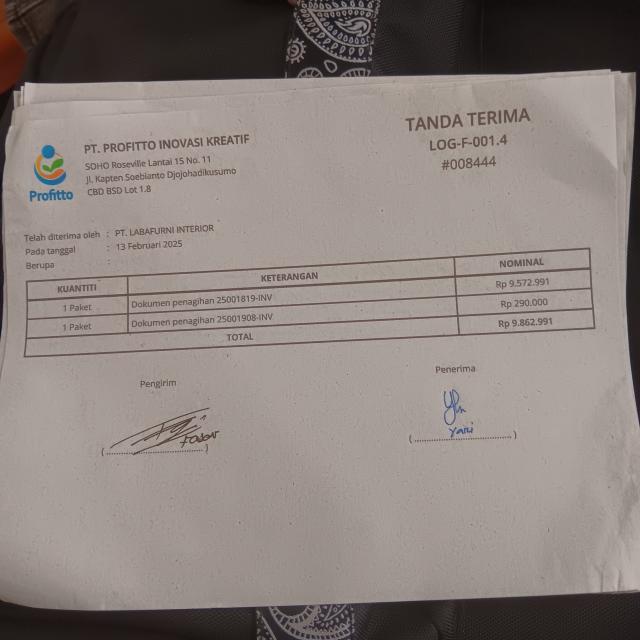 PT. PROFITTO INOVASI KREATIF
SOHO Roseville Lantai 15 No. 11
Jl, Kapten Soebianto Djojohadikusumo
CBD BSD Lot 1.8
Profitto
TANDA TERIMA
LOG-F-001.4
#008444
Telah diterima oleh : PT. LABAFURNI INTERIOR
Pada tanggal : 13 Februari 2025
Berupa :
KUANTITI KETERANGAN NOMINAL
1 Paket Dokumen penagihan 25001819-INV Rp 9.572.991
1 Paket Dokumen penagihan 25001908-INV Rp 290.000
TOTAL Rp 9.862.991
Pengirim Penerima
Yari